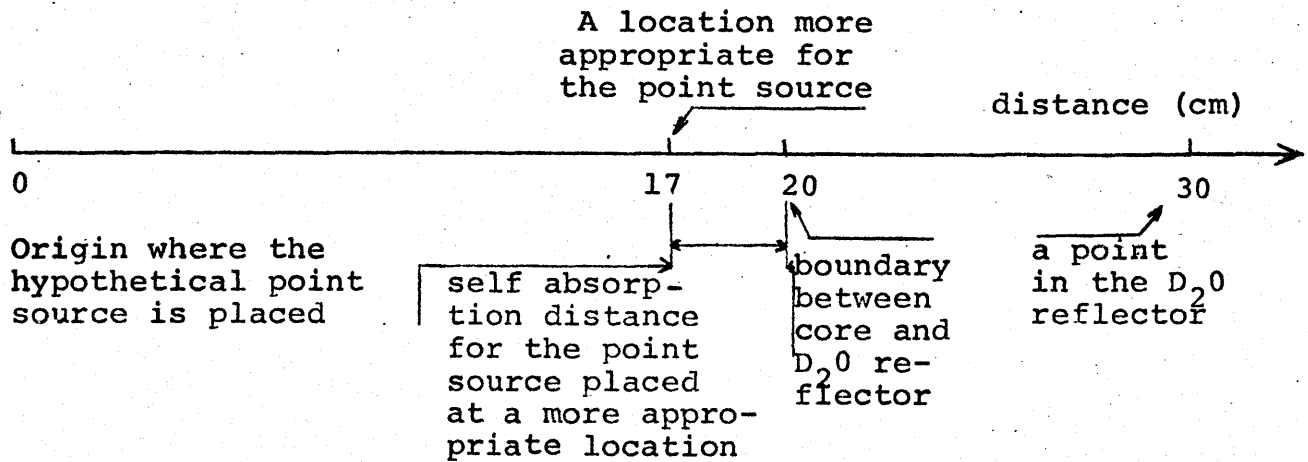 A location more
appropriate for
the point source
distance (cm)
0
17
20
30
Origin where the
hypothetical point
source is placed
self absorp-
tion distance
for the point
source placed
at a more appro-
priate location
boundary
between
core and
D₂0 re-
flector
a point
in the D₂0
reflector